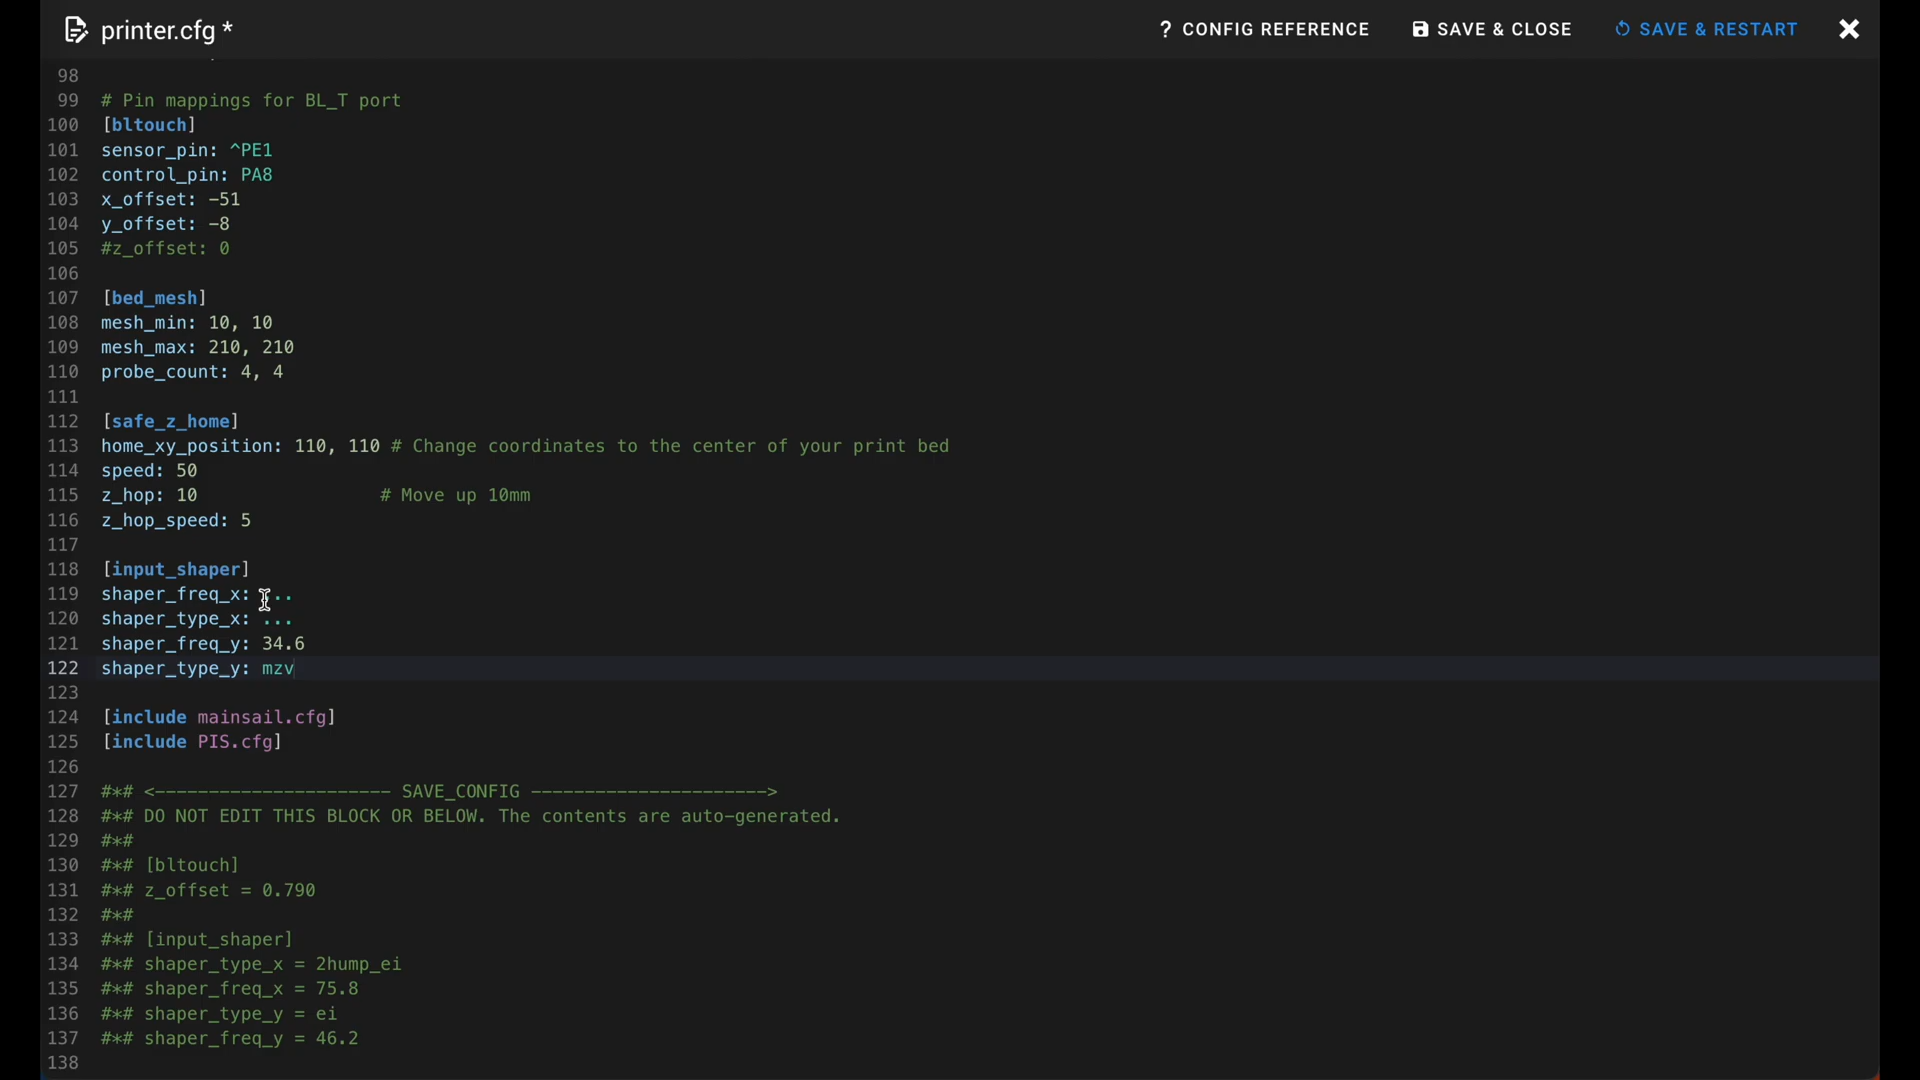 printer.cfg *
? CONFIG REFERENCE
SAVE & CLOSE
SAVE & RESTART
98
99 # Pin mappings for BL_T port
100 [bltouch]
101 sensor_pin: ^PE1
102 control_pin: PA8
103 x_offset: -51
104 y_offset: -8
105 #z_offset: 0
106
107 [bed_mesh]
108 mesh_min: 10, 10
109 mesh_max: 210, 210
110 probe_count: 4, 4
111
112 [safe_z_home]
113 home_xy_position: 110, 110 # Change coordinates to the center of your print bed
114 speed: 50
115 z_hop: 10 # Move up 10mm
116 z_hop_speed: 5
117
118 [input_shaper]
119 shaper_freq_x: ...
120 shaper_type_x: ...
121 shaper_freq_y: 34.6
122 shaper_type_y: mzv
123
124 [include mainsail.cfg]
125 [include PIS.cfg]
126
127 #*# <---------------------- SAVE_CONFIG ---------------------->
128 #*# DO NOT EDIT THIS BLOCK OR BELOW. The contents are auto-generated.
129 #*#
130 #*# [bltouch]
131 #*# z_offset = 0.790
132 #*#
133 #*# [input_shaper]
134 #*# shaper_type_x = 2hump_ei
135 #*# shaper_freq_x = 75.8
136 #*# shaper_type_y = ei
137 #*# shaper_freq_y = 46.2
138